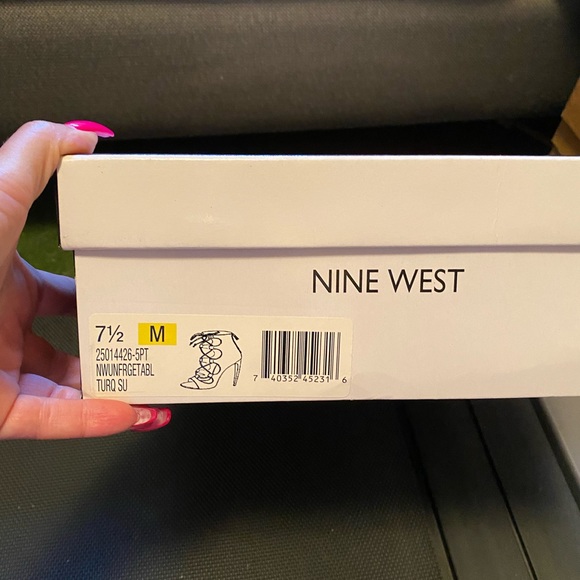 NINE WEST
7½ M
25014426-5PT
NWUNFRGETABL
TURQ SU
7 40352 45231 6